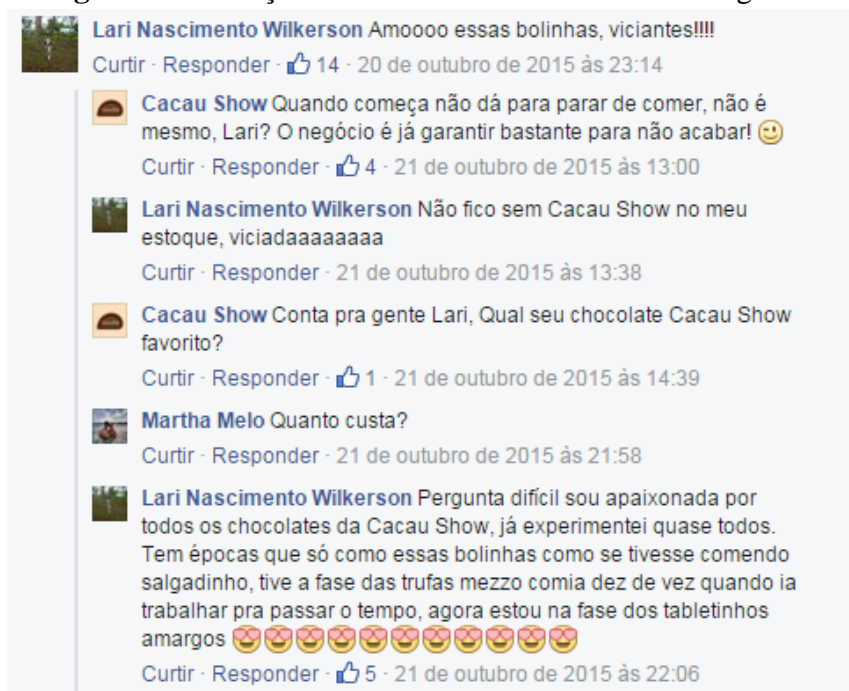 Lari Nascimento Wilkerson Amoooo essas bolinhas, viciantes!!!!
Curtir · Responder · 14 · 20 de outubro de 2015 às 23:14
Cacau Show Quando começa não dá para parar de comer, não é
mesmo, Lari? O negócio é já garantir bastante para não acabar!
Curtir · Responder · 4 · 21 de outubro de 2015 às 13:00
Lari Nascimento Wilkerson Não fico sem Cacau Show no meu
estoque, viciadaaaaaaaa
Curtir · Responder · 21 de outubro de 2015 às 13:38
Cacau Show Conta pra gente Lari, Qual seu chocolate Cacau Show
favorito?
Curtir · Responder · 1 · 21 de outubro de 2015 às 14:39
Martha Melo Quanto custa?
Curtir · Responder · 21 de outubro de 2015 às 21:58
Lari Nascimento Wilkerson Pergunta difícil sou apaixonada por
todos os chocolates da Cacau Show, já experimentei quase todos.
Tem épocas que só como essas bolinhas como se tivesse comendo
salgadinho, tive a fase das trufas mezzo comia dez de vez quando ia
trabalhar pra passar o tempo, agora estou na fase dos tabletinhos
amargos
Curtir · Responder · 5 · 21 de outubro de 2015 às 22:06